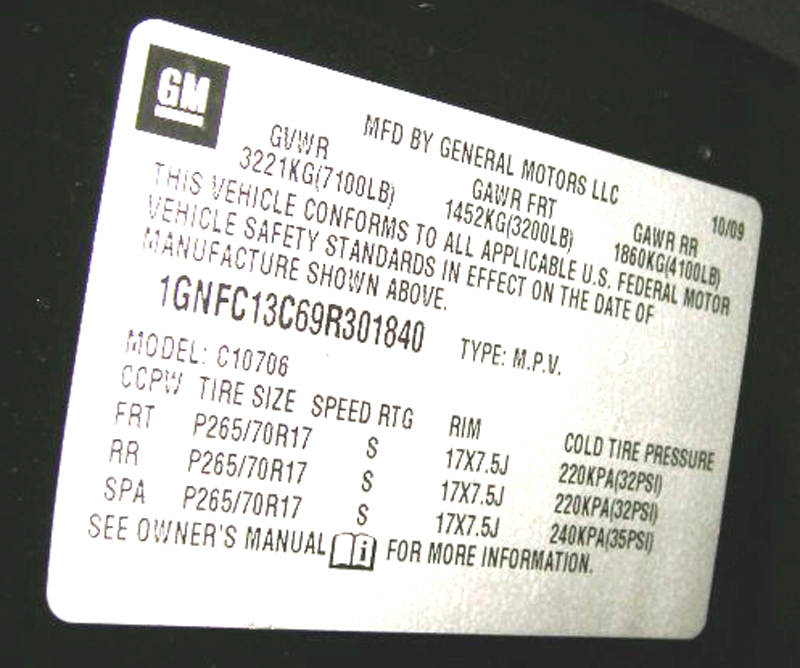 GM
MFD BY GENERAL MOTORS LLC 10/09
GVWR GAWR FRT GAWR RR
3221KG(7100LB) 1452KG(3200LB) 1860KG(4100LB)
THIS VEHICLE CONFORMS TO ALL APPLICABLE U.S. FEDERAL MOTOR
VEHICLE SAFETY STANDARDS IN EFFECT ON THE DATE OF
MANUFACTURE SHOWN ABOVE.
1GNFC13C69R301840 TYPE: M.P.V.
MODEL: C10706
CCPW TIRE SIZE SPEED RTG RIM COLD TIRE PRESSURE
FRT P265/70R17 S 17X7.5J 220KPA(32PSI)
RR P265/70R17 S 17X7.5J 220KPA(32PSI)
SPA P265/70R17 S 17X7.5J 240KPA(35PSI)
SEE OWNER'S MANUAL i FOR MORE INFORMATION.